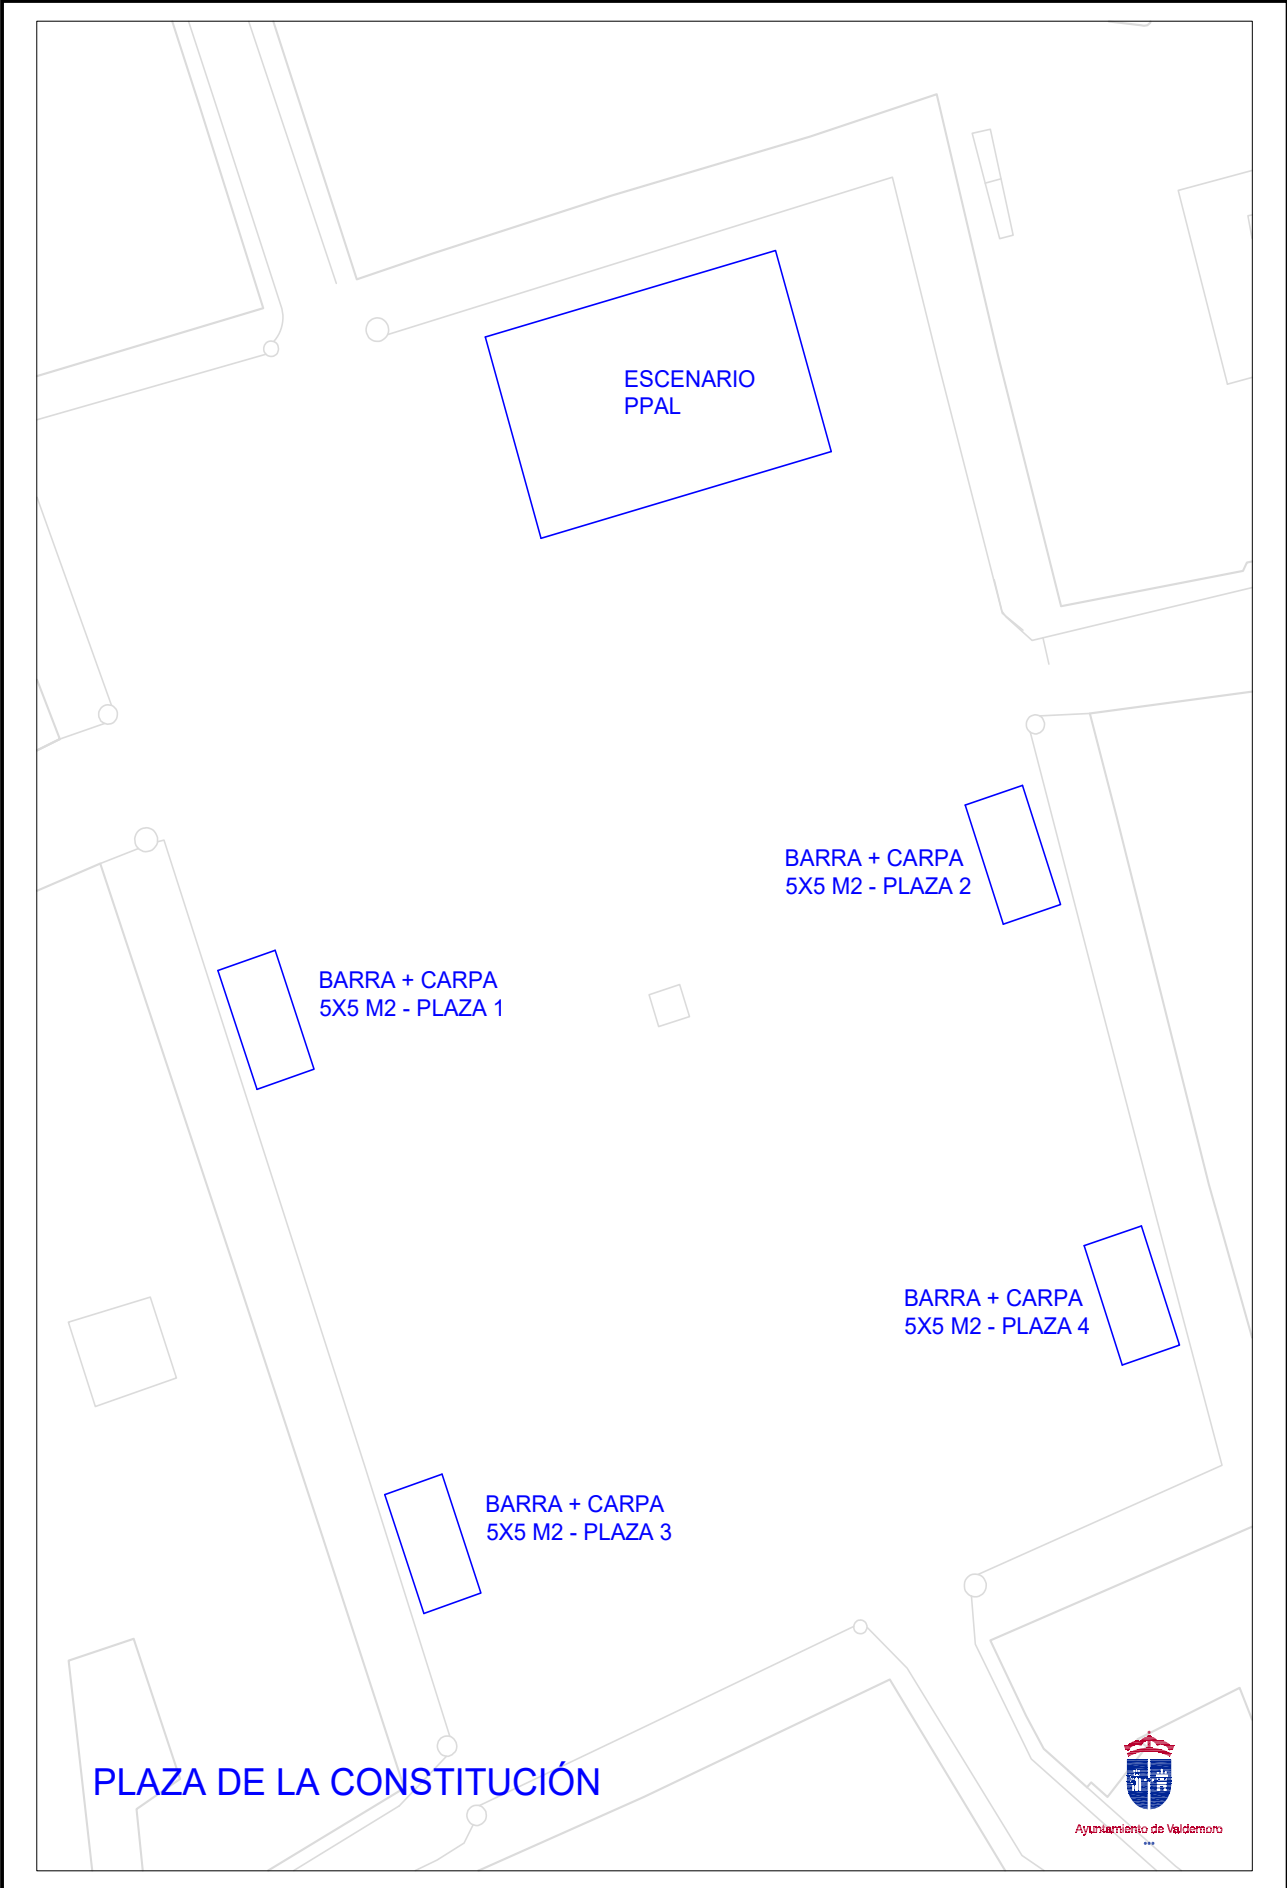 ESCENARIO
PPAL
BARRA + CARPA
5X5 M2 - PLAZA 2
BARRA + CARPA
5X5 M2 - PLAZA 1
BARRA + CARPA
5X5 M2 - PLAZA 4
BARRA + CARPA
5X5 M2 - PLAZA 3
PLAZA DE LA CONSTITUCIÓN
Ayuntamiento de Valdemoro